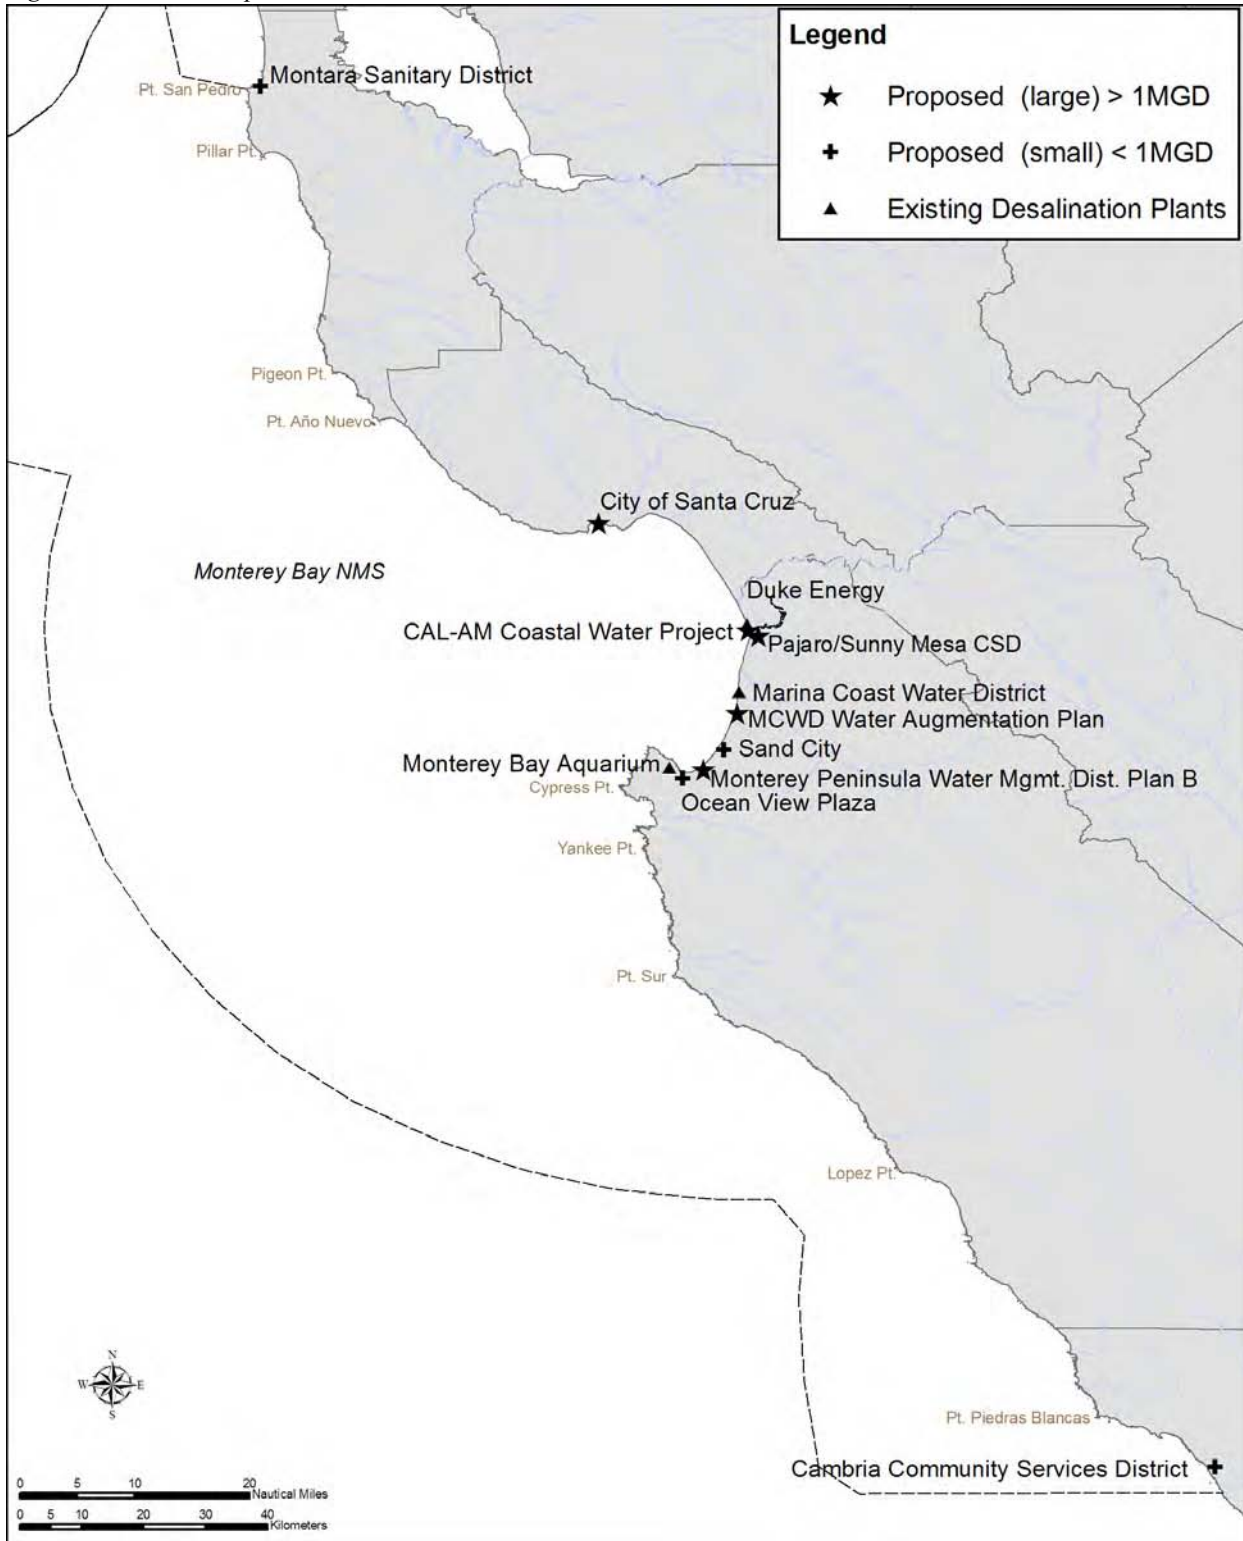 Legend
Proposed (large) > 1MGD
Proposed (small) < 1MGD
Existing Desalination Plants
Montara Sanitary District
Pt. San Pedro
Pillar Pt.
Pigeon Pt.
Pt. Año Nuevo
City of Santa Cruz
Monterey Bay NMS
Duke Energy
CAL-AM Coastal Water Project
Pajaro/Sunny Mesa CSD
Marina Coast Water District
MCWD Water Augmentation Plan
Sand City
Monterey Bay Aquarium
Monterey Peninsula Water Mgmt. Dist. Plan B
Cypress Pt.
Ocean View Plaza
Yankee Pt.
Pt. Sur
Lopez Pt.
N
W E
S
Pt. Piedras Blancas
Cambria Community Services District
0 5 10 20
Nautical Miles
0 5 10 20 30 40
Kilometers